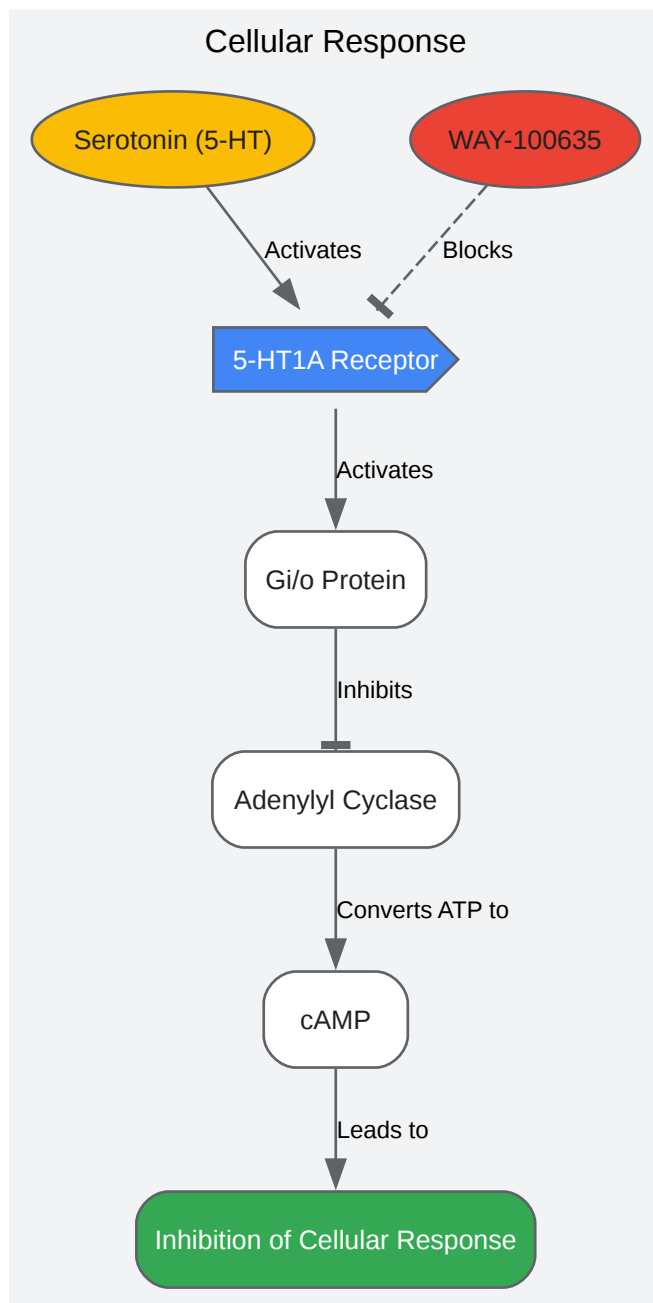 Cellular Response
Serotonin (5-HT)
WAY-100635
Activates
Blocks
5-HT1A Receptor
Activates
Gi/o Protein
Inhibits
Adenylyl Cyclase
Converts ATP to
cAMP
Leads to
Inhibition of Cellular Response